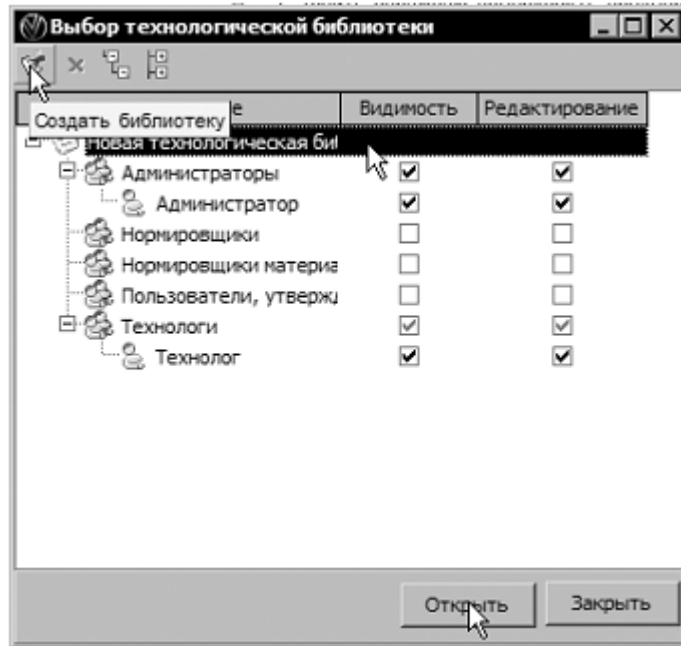 Выбор технологической библиотеки
Создать библиотеку
е Видимость Редактирование
Новая технологическая биб
Администраторы
Администратор
Нормировщики
Нормировщики материа
Пользователи, утвержд
Технологи
Технолог
Открыть Закрыть